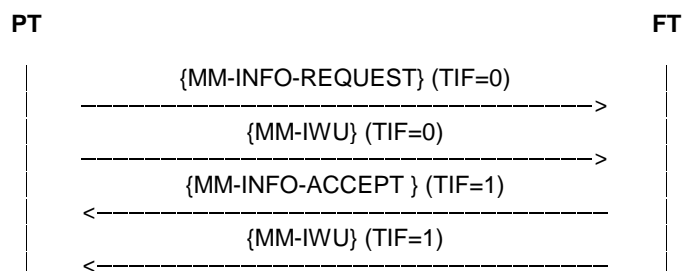 PT FT
{MM-INFO-REQUEST} (TIF=0)
{MM-IWU} (TIF=0)
{MM-INFO-ACCEPT } (TIF=1)
{MM-IWU} (TIF=1)